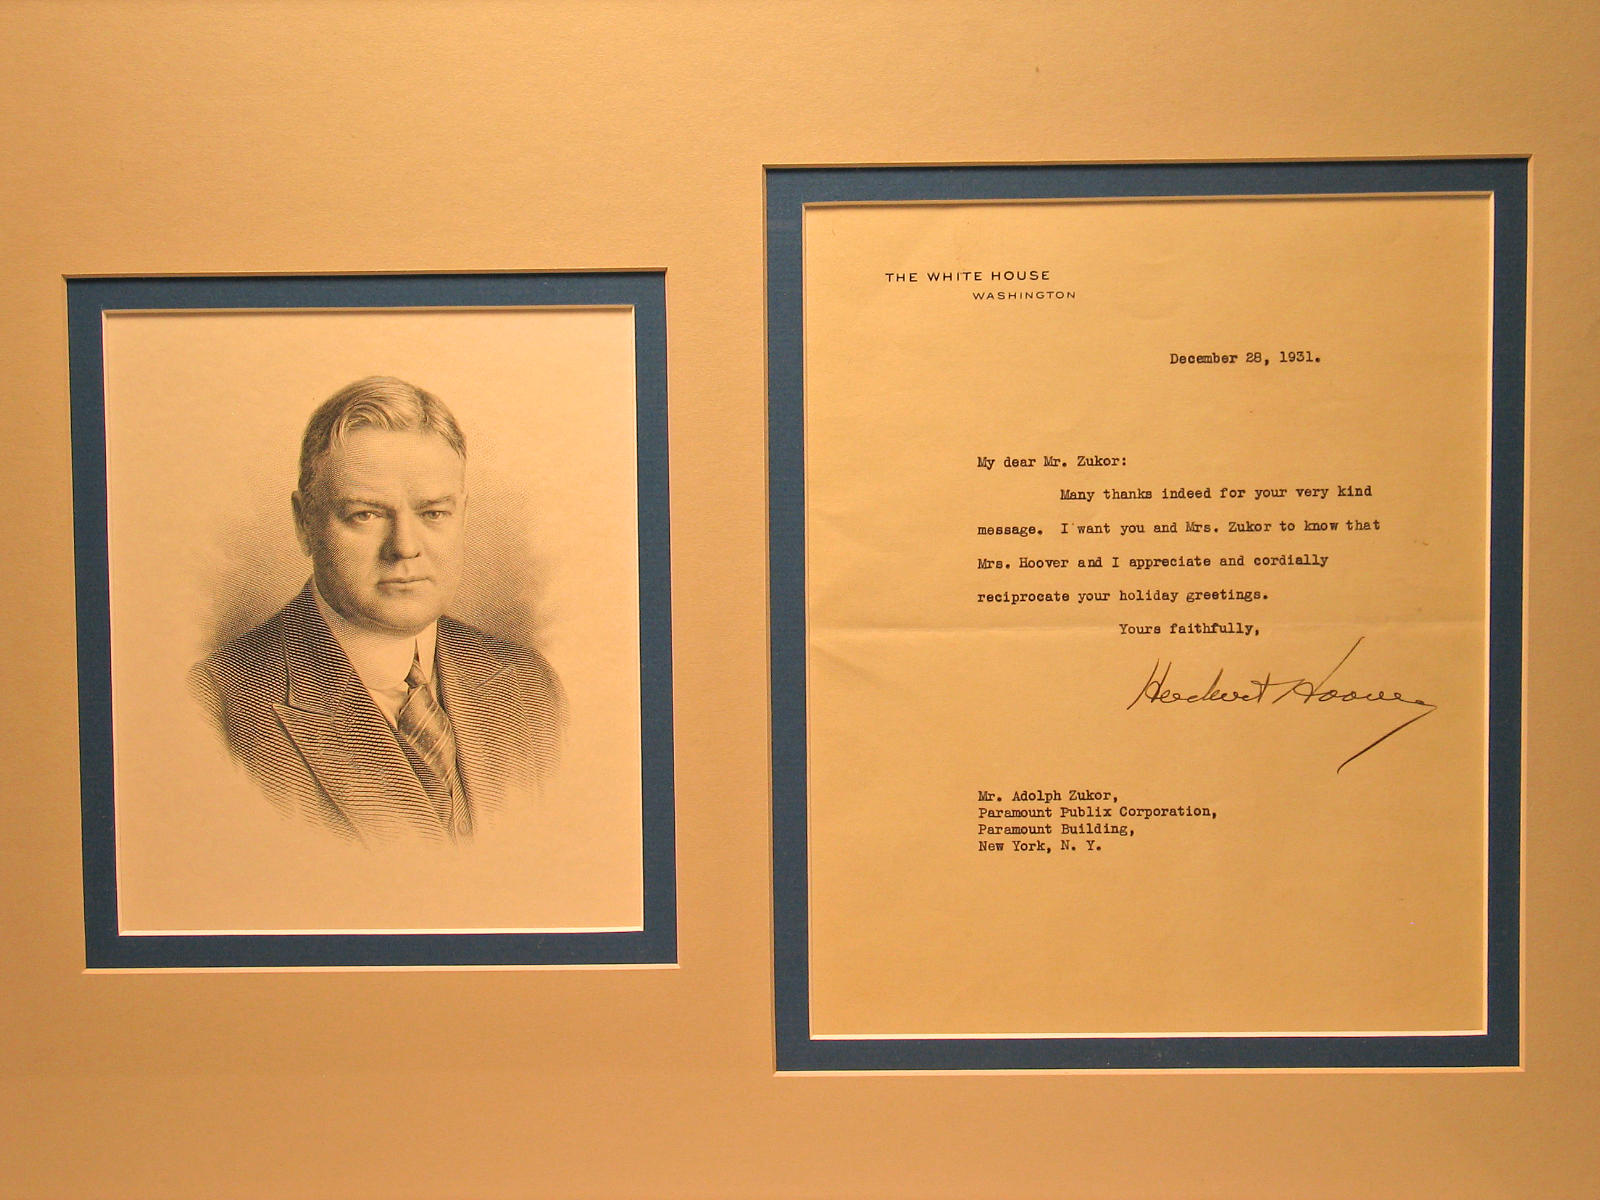 THE WHITE HOUSE
WASHINGTON
December 28, 1931.
My dear Mr. Zukor:
Many thanks indeed for your very kind
message. I want you and Mrs. Zukor to know that
Mrs. Hoover and I appreciate and cordially
reciprocate your holiday greetings.
Yours faithfully,
Herbert Hoover
Mr. Adolph Zukor,
Paramount Publix Corporation,
Paramount Building,
New York, N. Y.